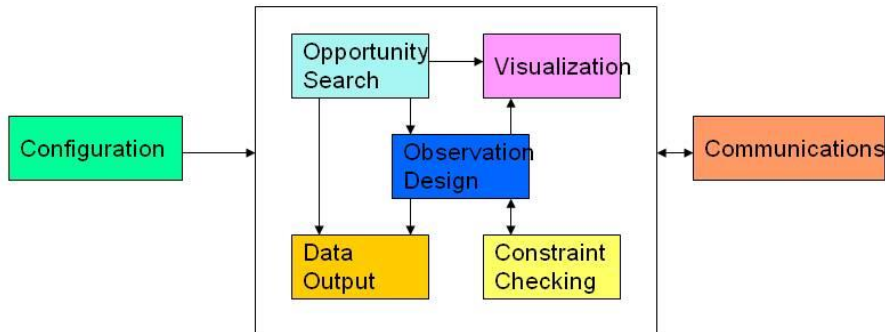 Opportunity
Search
Visualization
Configuration
Observation
Design
Communications
Data
Output
Constraint
Checking